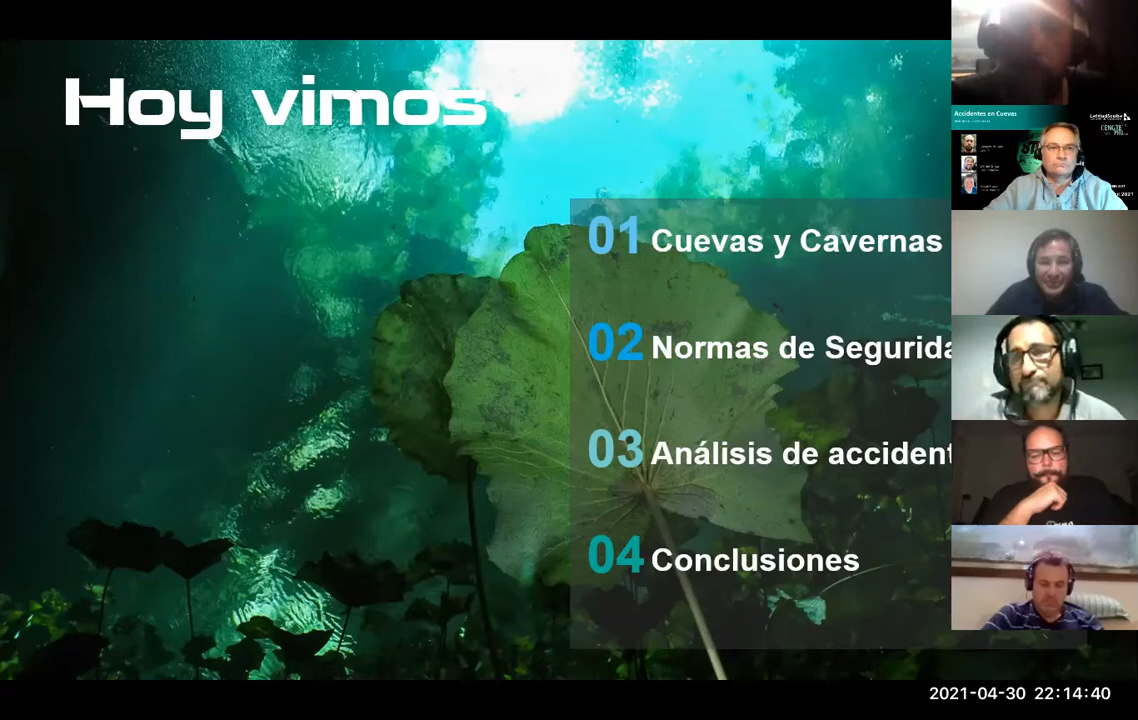 Hoy vimos
01 Cuevas y Cavernas
02 Normas de Segurida
03 Análisis de accident
04 Conclusiones
Accidentes en Cuevas
2021-04-30 22:14:40